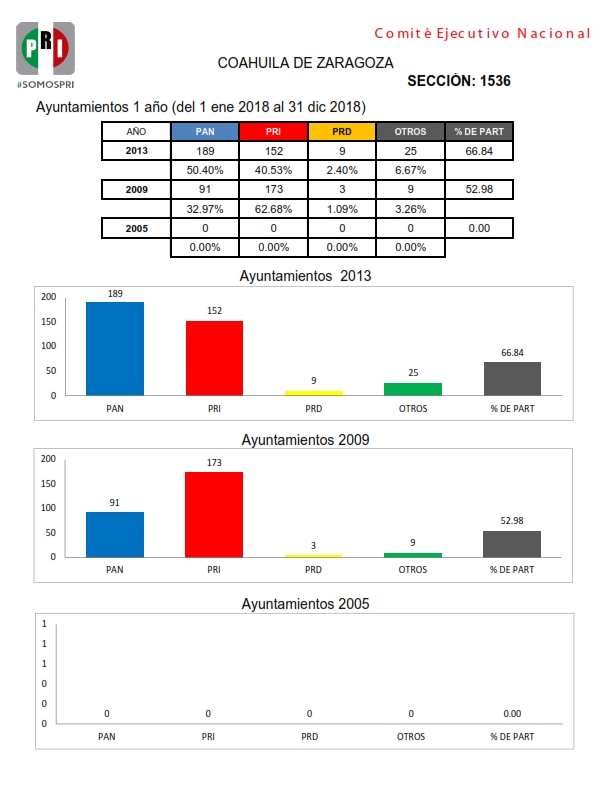 Comité Ejecutivo Nacional
PRI
#SOMOSPRI
COAHUILA DE ZARAGOZA
SECCIÓN: 1536
Ayuntamientos 1 año (del 1 ene 2018 al 31 dic 2018)
AÑO PAN PRI PRD OTROS % DE PART
2013 189 152 9 25 66.84
50.40% 40.53% 2.40% 6.67%
2009 91 173 3 9 52.98
32.97% 62.68% 1.09% 3.26%
2005 0 0 0 0 0.00
0.00% 0.00% 0.00% 0.00%
Ayuntamientos 2013
200
150
100
50
0
189
152
9
25
66.84
PAN PRI PRD OTROS % DE PART
Ayuntamientos 2009
200
150
100
50
0
91
173
3
9
52.98
PAN PRI PRD OTROS % DE PART
Ayuntamientos 2005
1
1
1
0
0
0
0 0 0 0 0.00
PAN PRI PRD OTROS % DE PART